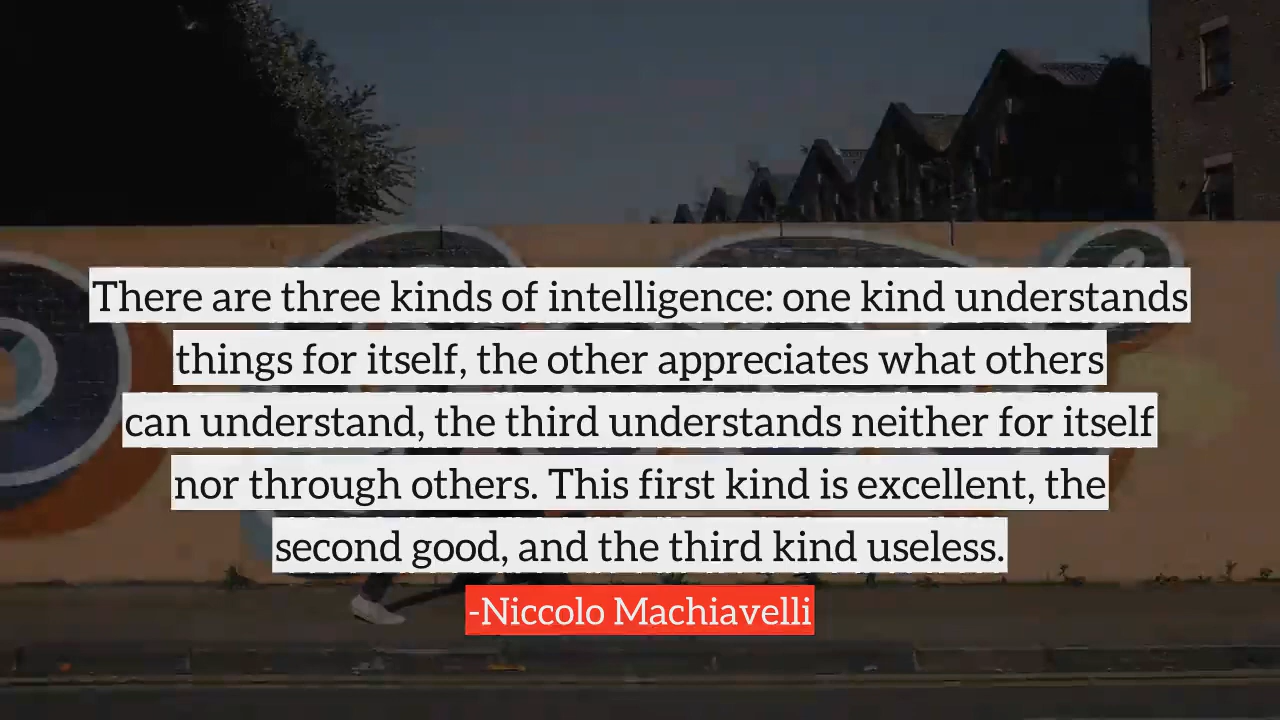 There are three kinds of intelligence: one kind understands
things for itself, the other appreciates what others
can understand, the third understands neither for itself
nor through others. This first kind is excellent, the
second good, and the third kind useless.
-Niccolo Machiavelli